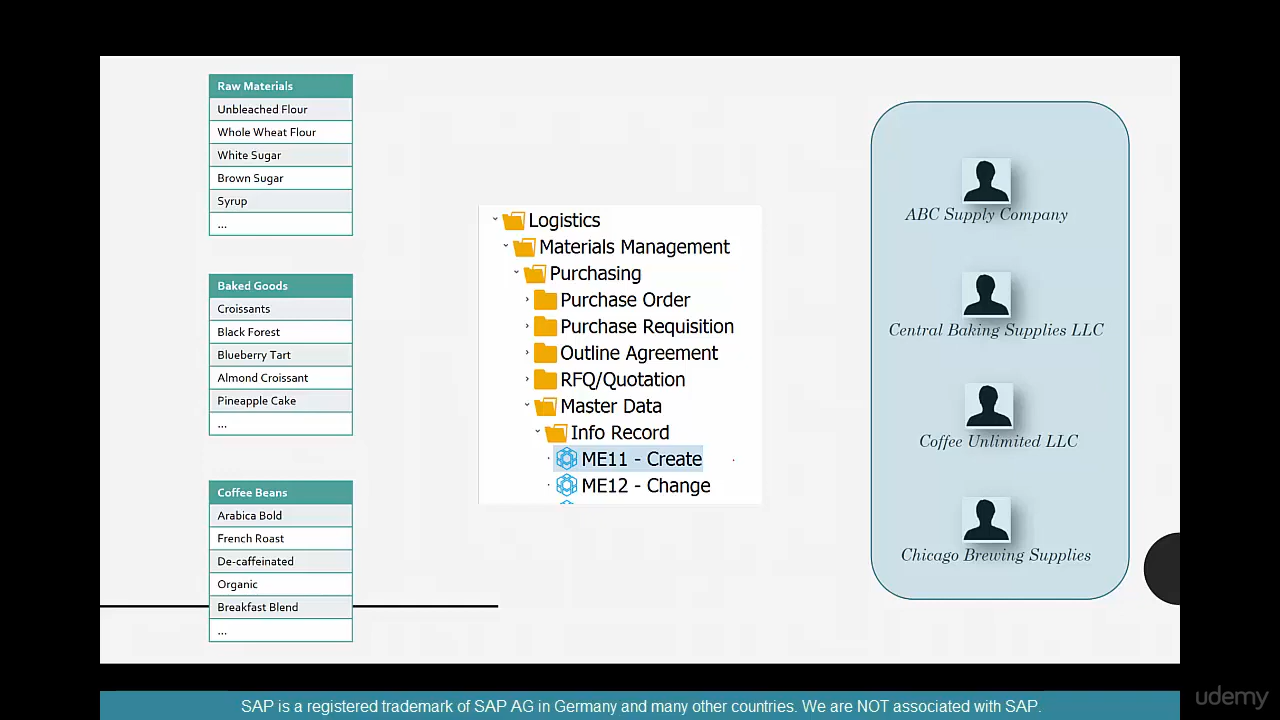 Raw Materials
Unbleached Flour
Whole Wheat Flour
White Sugar
Brown Sugar
Syrup
...
Baked Goods
Croissants
Black Forest
Blueberry Tart
Almond Croissant
Pineapple Cake
...
Coffee Beans
Arabica Bold
French Roast
De-caffeinated
Organic
Breakfast Blend
...
Logistics
Materials Management
Purchasing
Purchase Order
Purchase Requisition
Outline Agreement
RFQ/Quotation
Master Data
Info Record
ME11 - Create
ME12 - Change
ABC Supply Company
Central Baking Supplies LLC
Coffee Unlimited LLC
Chicago Brewing Supplies
udemy
SAP is a registered trademark of SAP AG in Germany and many other countries. We are NOT associated with SAP.